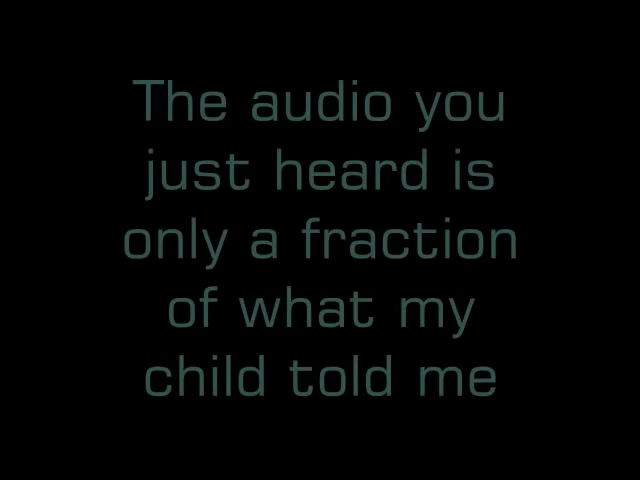 The audio you
just heard is
only a fraction
of what my
child told me